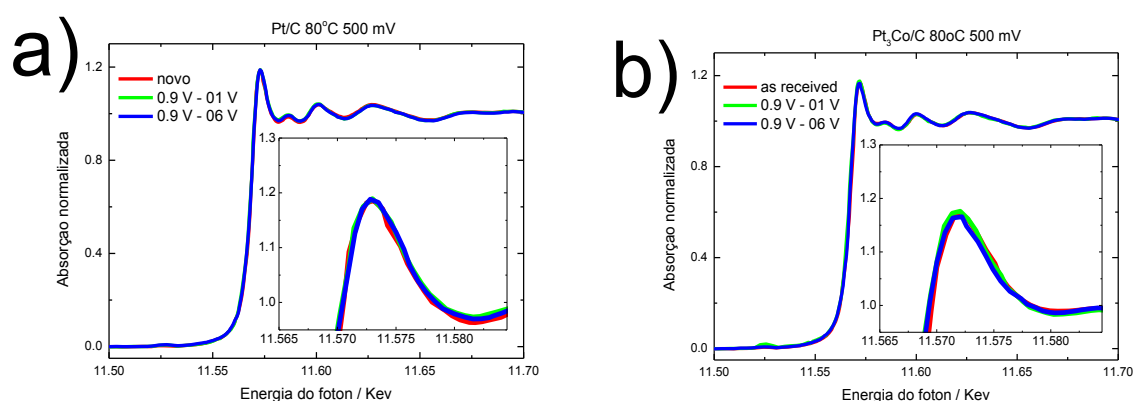 a)
Pt/C 80°C 500 mV
novo
0.9 V - 01 V
0.9 V - 06 V
Absorçao normalizada
1.2
0.8
0.4
0.0
1.3
1.2
1.1
1.0
11.565 11.570 11.575 11.580
11.50 11.55 11.60 11.65 11.70
Energia do foton / Kev
b)
Pt₃Co/C 80oC 500 mV
as received
0.9 V - 01 V
0.9 V - 06 V
Absorçao normalizada
1.2
0.8
0.4
0.0
1.3
1.2
1.1
1.0
11.565 11.570 11.575 11.580
11.50 11.55 11.60 11.65 11.70
Energia do foton / Kev